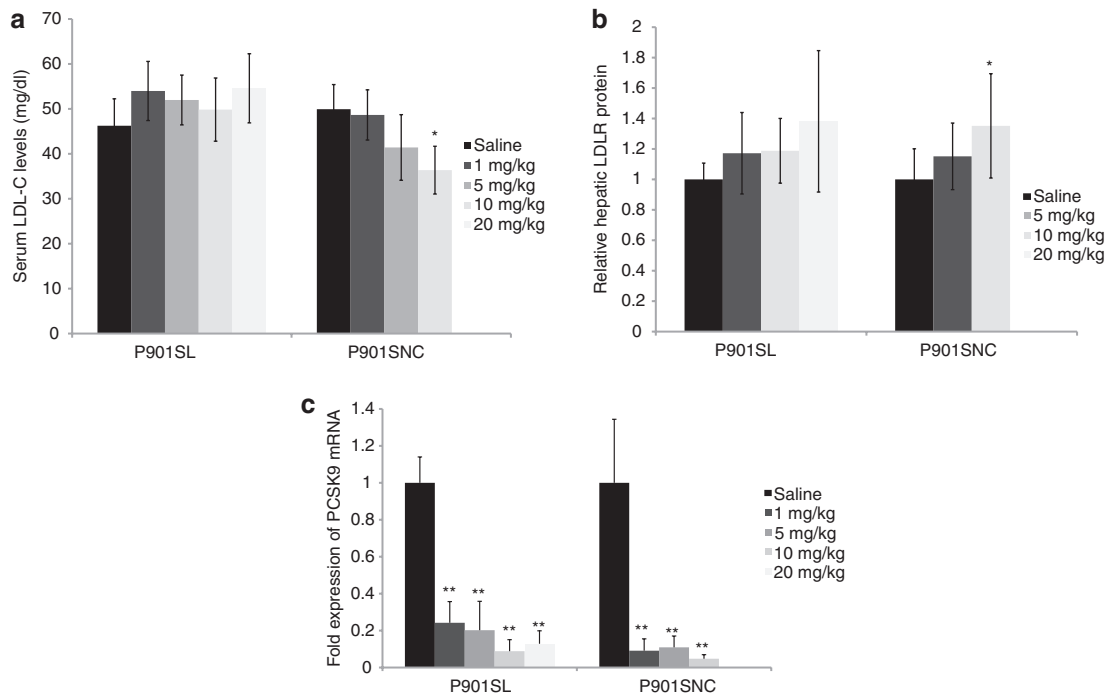 a
70
60
50
40
30
20
10
0
Serum LDL-C levels (mg/dl)
*
Saline
1 mg/kg
5 mg/kg
10 mg/kg
20 mg/kg
P901SL
P901SNC
b
2
1.8
1.6
1.4
1.2
1
0.8
0.6
0.4
0.2
0
Relative hepatic LDLR protein
*
Saline
5 mg/kg
10 mg/kg
20 mg/kg
P901SL
P901SNC
c
1.4
1.2
1
0.8
0.6
0.4
0.2
0
Fold expression of PCSK9 mRNA
**
**
**
**
**
**
**
Saline
1 mg/kg
5 mg/kg
10 mg/kg
20 mg/kg
P901SL
P901SNC